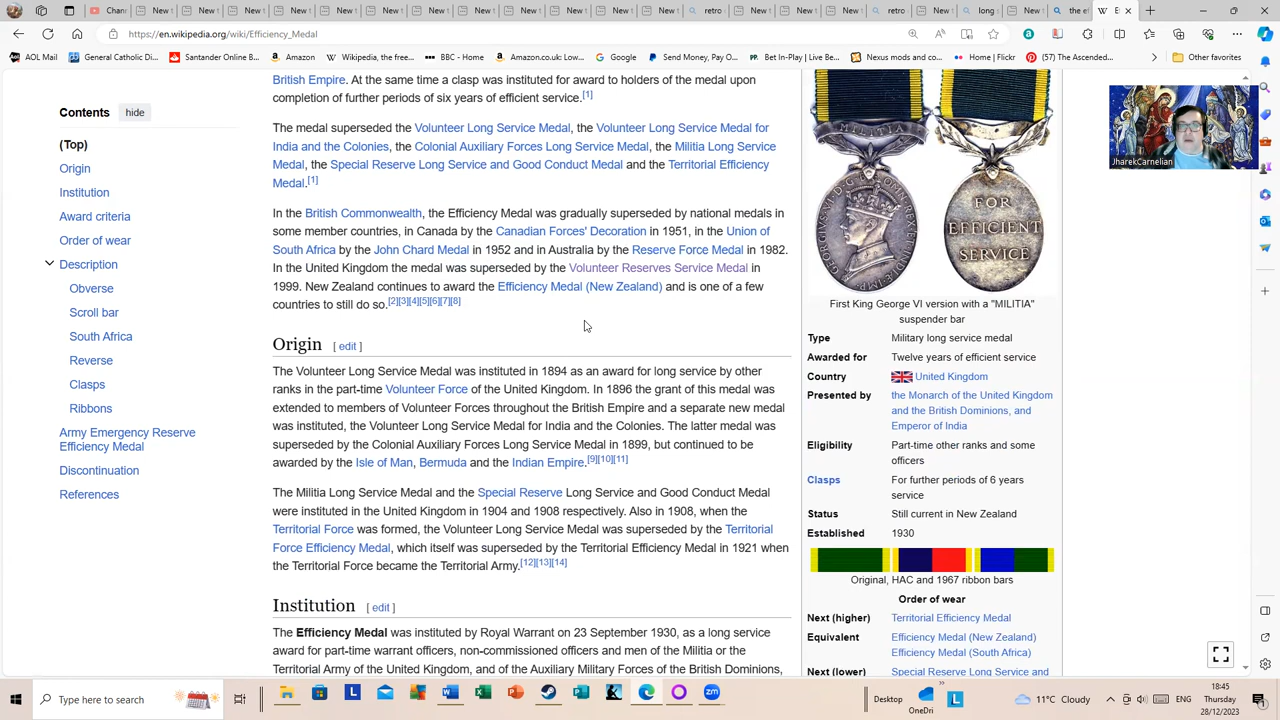 Chans
New
New
New
New
New
New
New
New
New
New
New
New
New
retro
New
New
retro
long
the ef
https://en.wikipedia.org/wiki/Efficiency_Medal
AOL Mail
General Catholic Di...
Santander Online B...
Amazon
Wikipedia, the free...
BBC - Home
Amazon.co.uk: Low...
Google
Send Money, Pay O...
Bet In-Play | Live Be...
Nexus mods and co...
Home | Flickr
(57) The Ascended...
Other favorites
Contents
hide
(Top)
Origin
Institution
Award criteria
Order of wear
Description
Obverse
Scroll bar
South Africa
Reverse
Clasps
Ribbons
Army Emergency Reserve
Efficiency Medal
Discontinuation
References
British Empire. At the same time a clasp was instituted for award to holders of the medal upon
completion of further periods of six years of efficient service.[1]
The medal superseded the Volunteer Long Service Medal, the Volunteer Long Service Medal for
India and the Colonies, the Colonial Auxiliary Forces Long Service Medal, the Militia Long Service
Medal, the Special Reserve Long Service and Good Conduct Medal and the Territorial Efficiency
Medal.[1]
In the British Commonwealth, the Efficiency Medal was gradually superseded by national medals in
some member countries, in Canada by the Canadian Forces' Decoration in 1951, in the Union of
South Africa by the John Chard Medal in 1952 and in Australia by the Reserve Force Medal in 1982.
In the United Kingdom the medal was superseded by the Volunteer Reserves Service Medal in
1999. New Zealand continues to award the Efficiency Medal (New Zealand) and is one of a few
countries to still do so.[2][3][4][5][6][7][8]
Origin [ edit ]
The Volunteer Long Service Medal was instituted in 1894 as an award for long service by other
ranks in the part-time Volunteer Force of the United Kingdom. In 1896 the grant of this medal was
extended to members of Volunteer Forces throughout the British Empire and a separate new medal
was instituted, the Volunteer Long Service Medal for India and the Colonies. The latter medal was
superseded by the Colonial Auxiliary Forces Long Service Medal in 1899, but continued to be
awarded by the Isle of Man, Bermuda and the Indian Empire.[9][10][11]
The Militia Long Service Medal and the Special Reserve Long Service and Good Conduct Medal
were instituted in the United Kingdom in 1904 and 1908 respectively. Also in 1908, when the
Territorial Force was formed, the Volunteer Long Service Medal was superseded by the Territorial
Force Efficiency Medal, which itself was superseded by the Territorial Efficiency Medal in 1921 when
the Territorial Force became the Territorial Army.[12][13][14]
Institution [ edit ]
The Efficiency Medal was instituted by Royal Warrant on 23 September 1930, as a long service
award for part-time warrant officers, non-commissioned officers and men of the Militia or the
Territorial Army of the United Kingdom, and of the Auxiliary Military Forces of the British Dominions,
MILITIA
FOR
EFFICIENT
SERVICE
First King George VI version with a "MILITIA"
suspender bar
Type Military long service medal
Awarded for Twelve years of efficient service
Country United Kingdom
Presented by the Monarch of the United Kingdom
and the British Dominions, and
Emperor of India
Eligibility Part-time other ranks and some
officers
Clasps For further periods of 6 years
service
Status Still current in New Zealand
Established 1930
Original, HAC and 1967 ribbon bars
Order of wear
Next (higher) Territorial Efficiency Medal
Equivalent Efficiency Medal (New Zealand)
Efficiency Medal (South Africa)
Next (lower) Special Reserve Long Service and
JharekCarnelian
Type here to search
Desktop
OneDri
11°C Cloudy
18:45
Thursday
28/12/2023